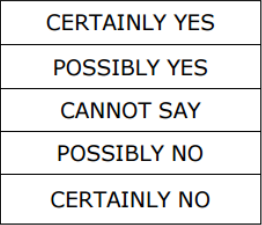 CERTAINLY YES
POSSIBLY YES
CANNOT SAY
POSSIBLY NO
CERTAINLY NO